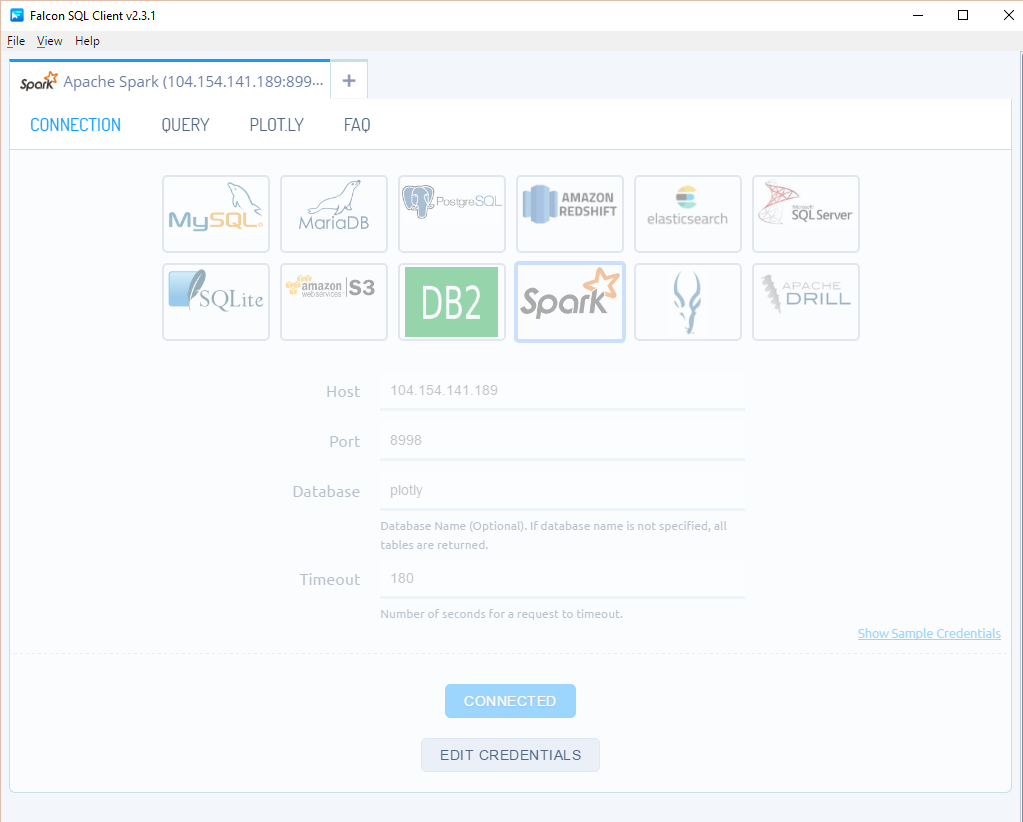 Falcon SQL Client v2.3.1
File View Help
Spark Apache Spark (104.154.141.189:899... +
CONNECTION QUERY PLOT.LY FAQ
MySQL MariaDB PostgreSQL AMAZON REDSHIFT elasticsearch Microsoft SQL Server
SQLite amazon webservices S3 DB2 Spark APACHE DRILL
Host 104.154.141.189
Port 8998
Database plotly
Database Name (Optional). If database name is not specified, all
tables are returned.
Timeout 180
Number of seconds for a request to timeout.
Show Sample Credentials
CONNECTED
EDIT CREDENTIALS